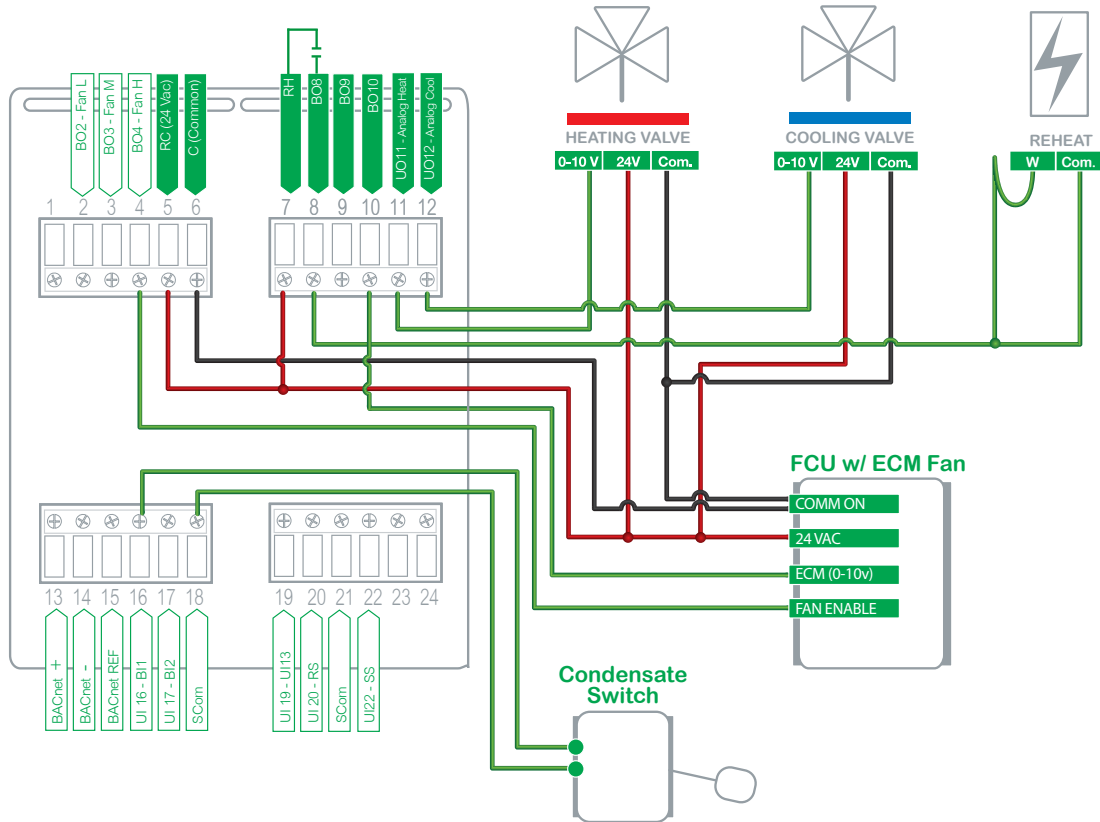 BO2 - Fan L
BO3 - Fan M
BO4 - Fan H
RC (24 Vac)
C (Common)
RH
BO8
BO9
BO10
UO11 - Analog Heat
UO12 - Analog Cool
HEATING VALVE
0-10 V 24V Com.
COOLING VALVE
0-10 V 24V Com.
REHEAT
W Com.
1 2 3 4 5 6
7 8 9 10 11 12
FCU w/ ECM Fan
COMM ON
24 VAC
ECM (0-10v)
FAN ENABLE
13 14 15 16 17 18
19 20 21 22 23 24
BACnet +
BACnet -
BACnet REF
UI 16 - BI1
UI 17 - BI2
SCom
UI 19 - UI13
UI 20 - RS
SCom
UI22 - SS
Condensate
Switch